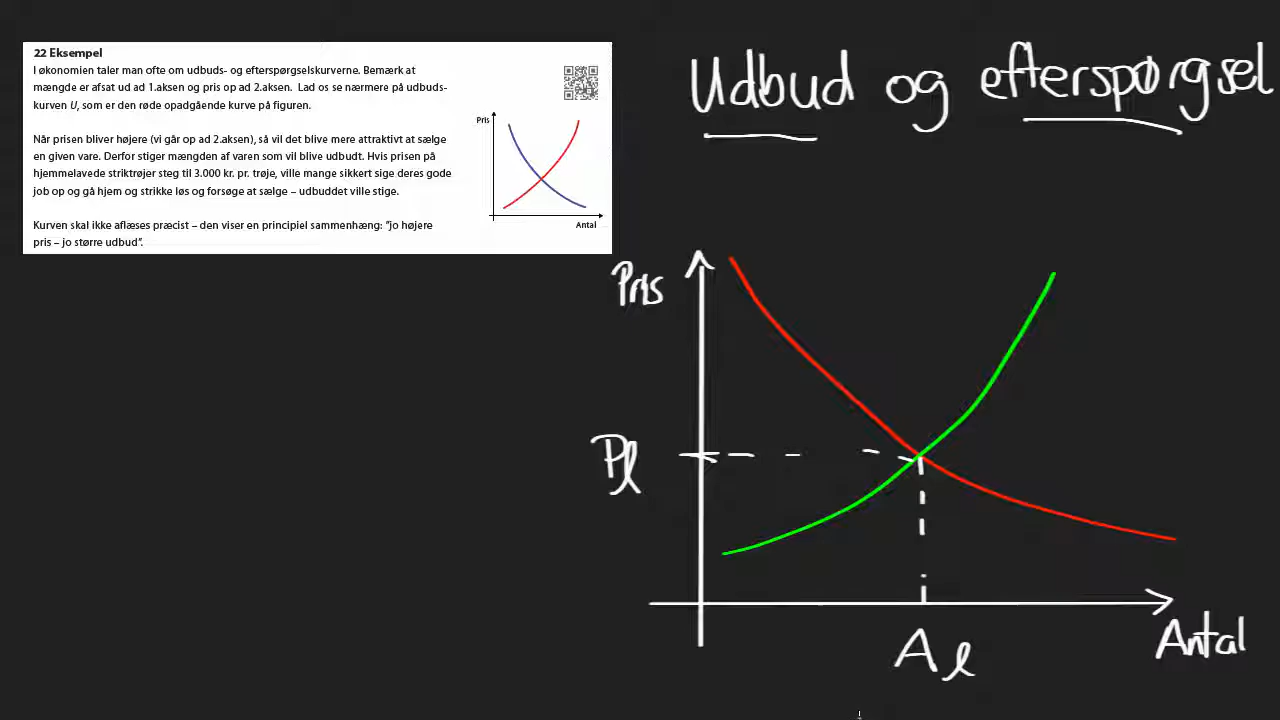 22 Eksempel
I økonomien taler man ofte om udbuds- og efterspørgselskurverne. Bemærk at
mængde er afsat ud ad 1.aksen og pris op ad 2.aksen. Lad os se nærmere på udbuds-
kurven U, som er den røde opadgående kurve på figuren.
Når prisen bliver højere (vi går op ad 2.aksen), så vil det blive mere attraktivt at sælge
en given vare. Derfor stiger mængden af varen som vil blive udbudt. Hvis prisen på
hjemmelavede striktrøjer steg til 3.000 kr. pr. trøje, ville mange sikkert sige deres gode
job op og gå hjem og strikke løs og forsøge at sælge – udbuddet ville stige.
Kurven skal ikke aflæses præcist – den viser en principiel sammenhæng: "jo højere
pris – jo større udbud".
Pris
Antal
Udbud og efterspørgsel
Pris
Pl
Al
Antal